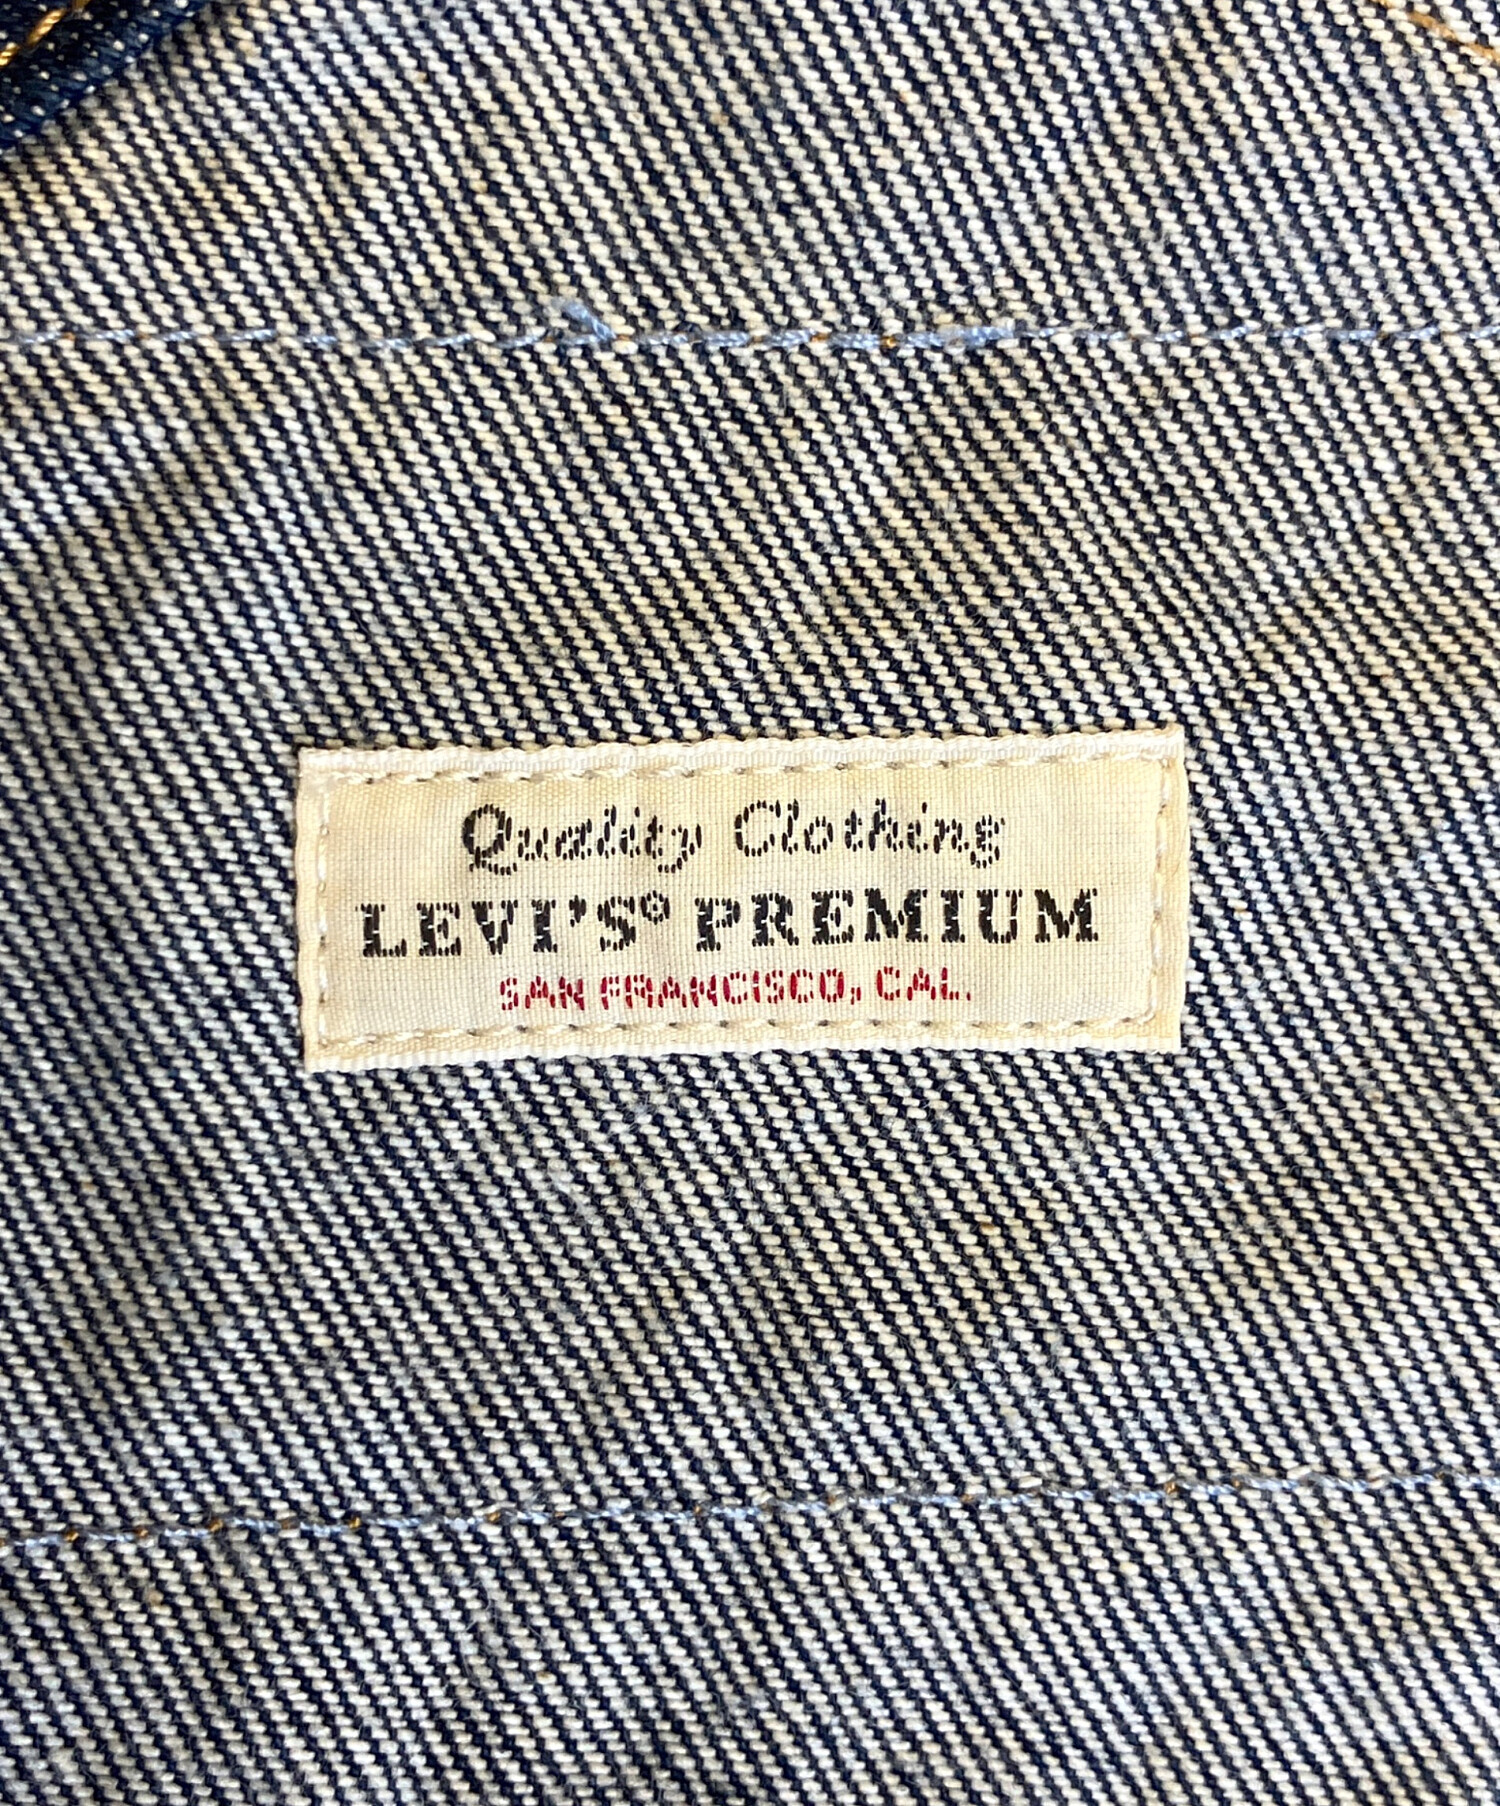 Quality Clothing
LEVI'S® PREMIUM
SAN FRANCISCO, CAL.